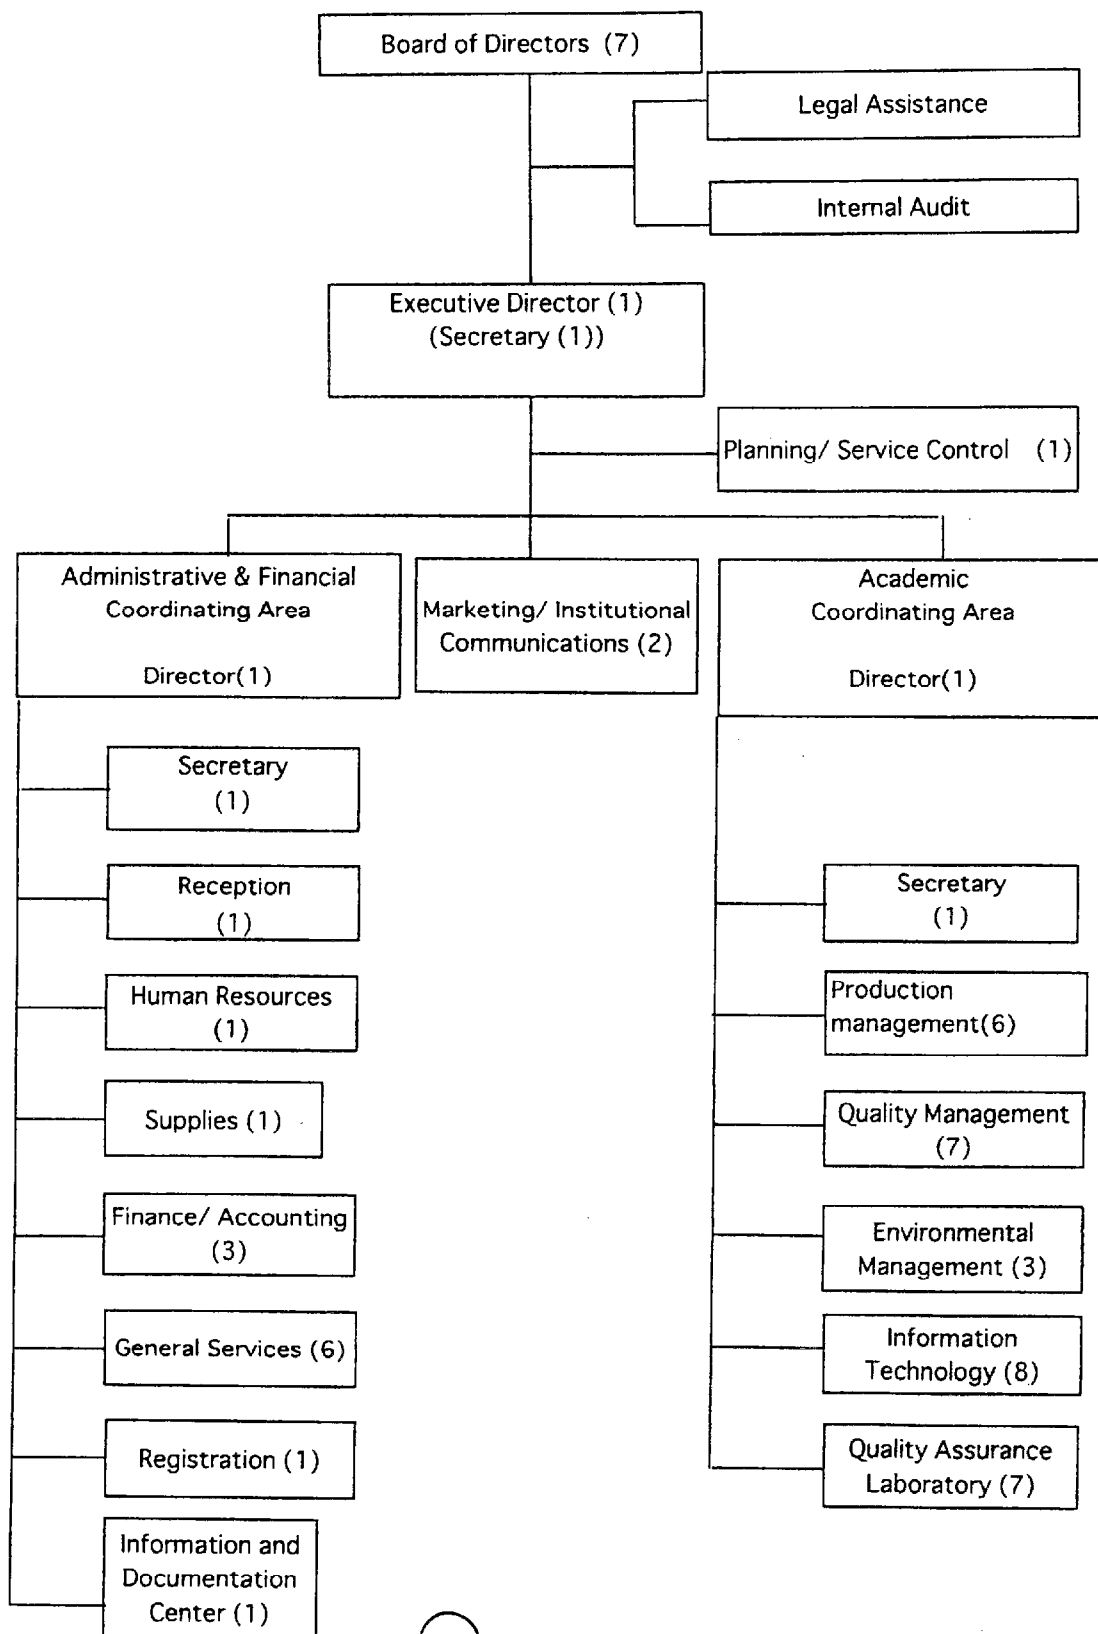 Board of Directors (7)
Legal Assistance
Internal Audit
Executive Director (1)
(Secretary (1))
Planning/ Service Control (1)
Administrative & Financial
Coordinating Area
Director(1)
Marketing/ Institutional
Communications (2)
Academic
Coordinating Area
Director(1)
Secretary
(1)
Reception
(1)
Human Resources
(1)
Supplies (1)
Finance/ Accounting
(3)
General Services (6)
Registration (1)
Information and
Documentation
Center (1)
Secretary
(1)
Production
management(6)
Quality Management
(7)
Environmental
Management (3)
Information
Technology (8)
Quality Assurance
Laboratory (7)